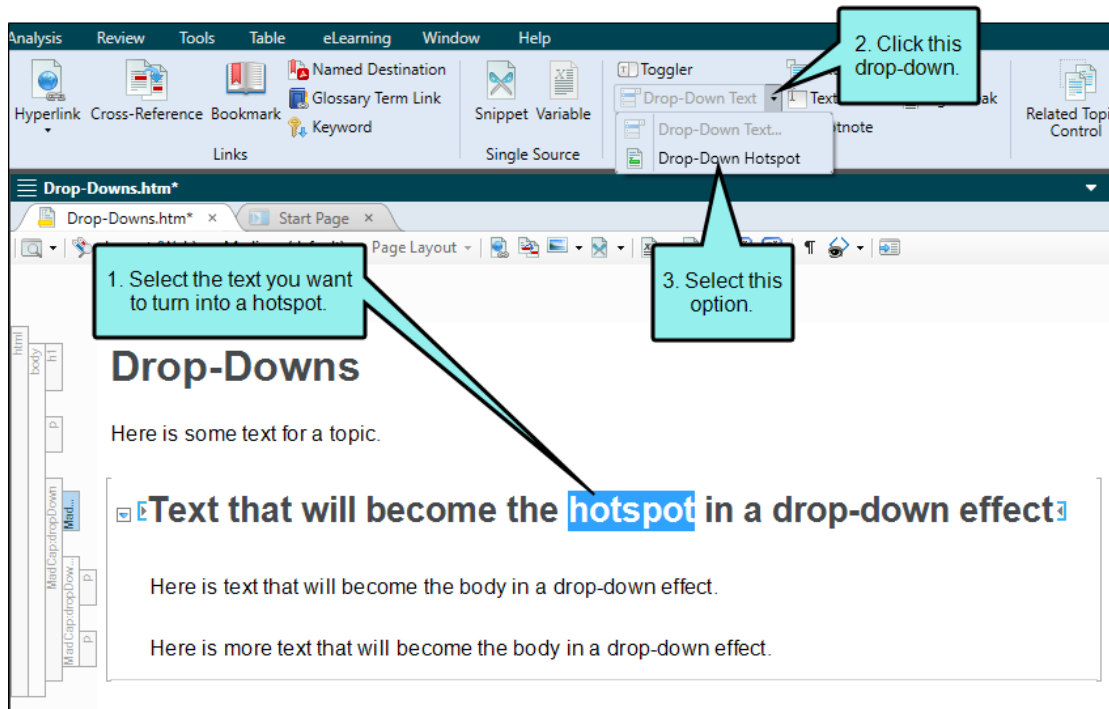 Analysis Review Tools Table eLearning Window Help
2. Click this
drop-down.
Named Destination
Glossary Term Link
Keyword
Hyperlink Cross-Reference Bookmark
Links
Snippet Variable
Single Source
Toggler
Drop-Down Text
Drop-Down Text...
Drop-Down Hotspot
Text
Related Topi
Control
Drop-Downs.htm*
Drop-Downs.htm* × Start Page ×
Page Layout
1. Select the text you want
to turn into a hotspot.
3. Select this
option.
html
body
h1
p
MadCap:dropDown
Mad...
MadCap:dropDow...
p
p
Drop-Downs
Here is some text for a topic.
Text that will become the hotspot in a drop-down effect
Here is text that will become the body in a drop-down effect.
Here is more text that will become the body in a drop-down effect.